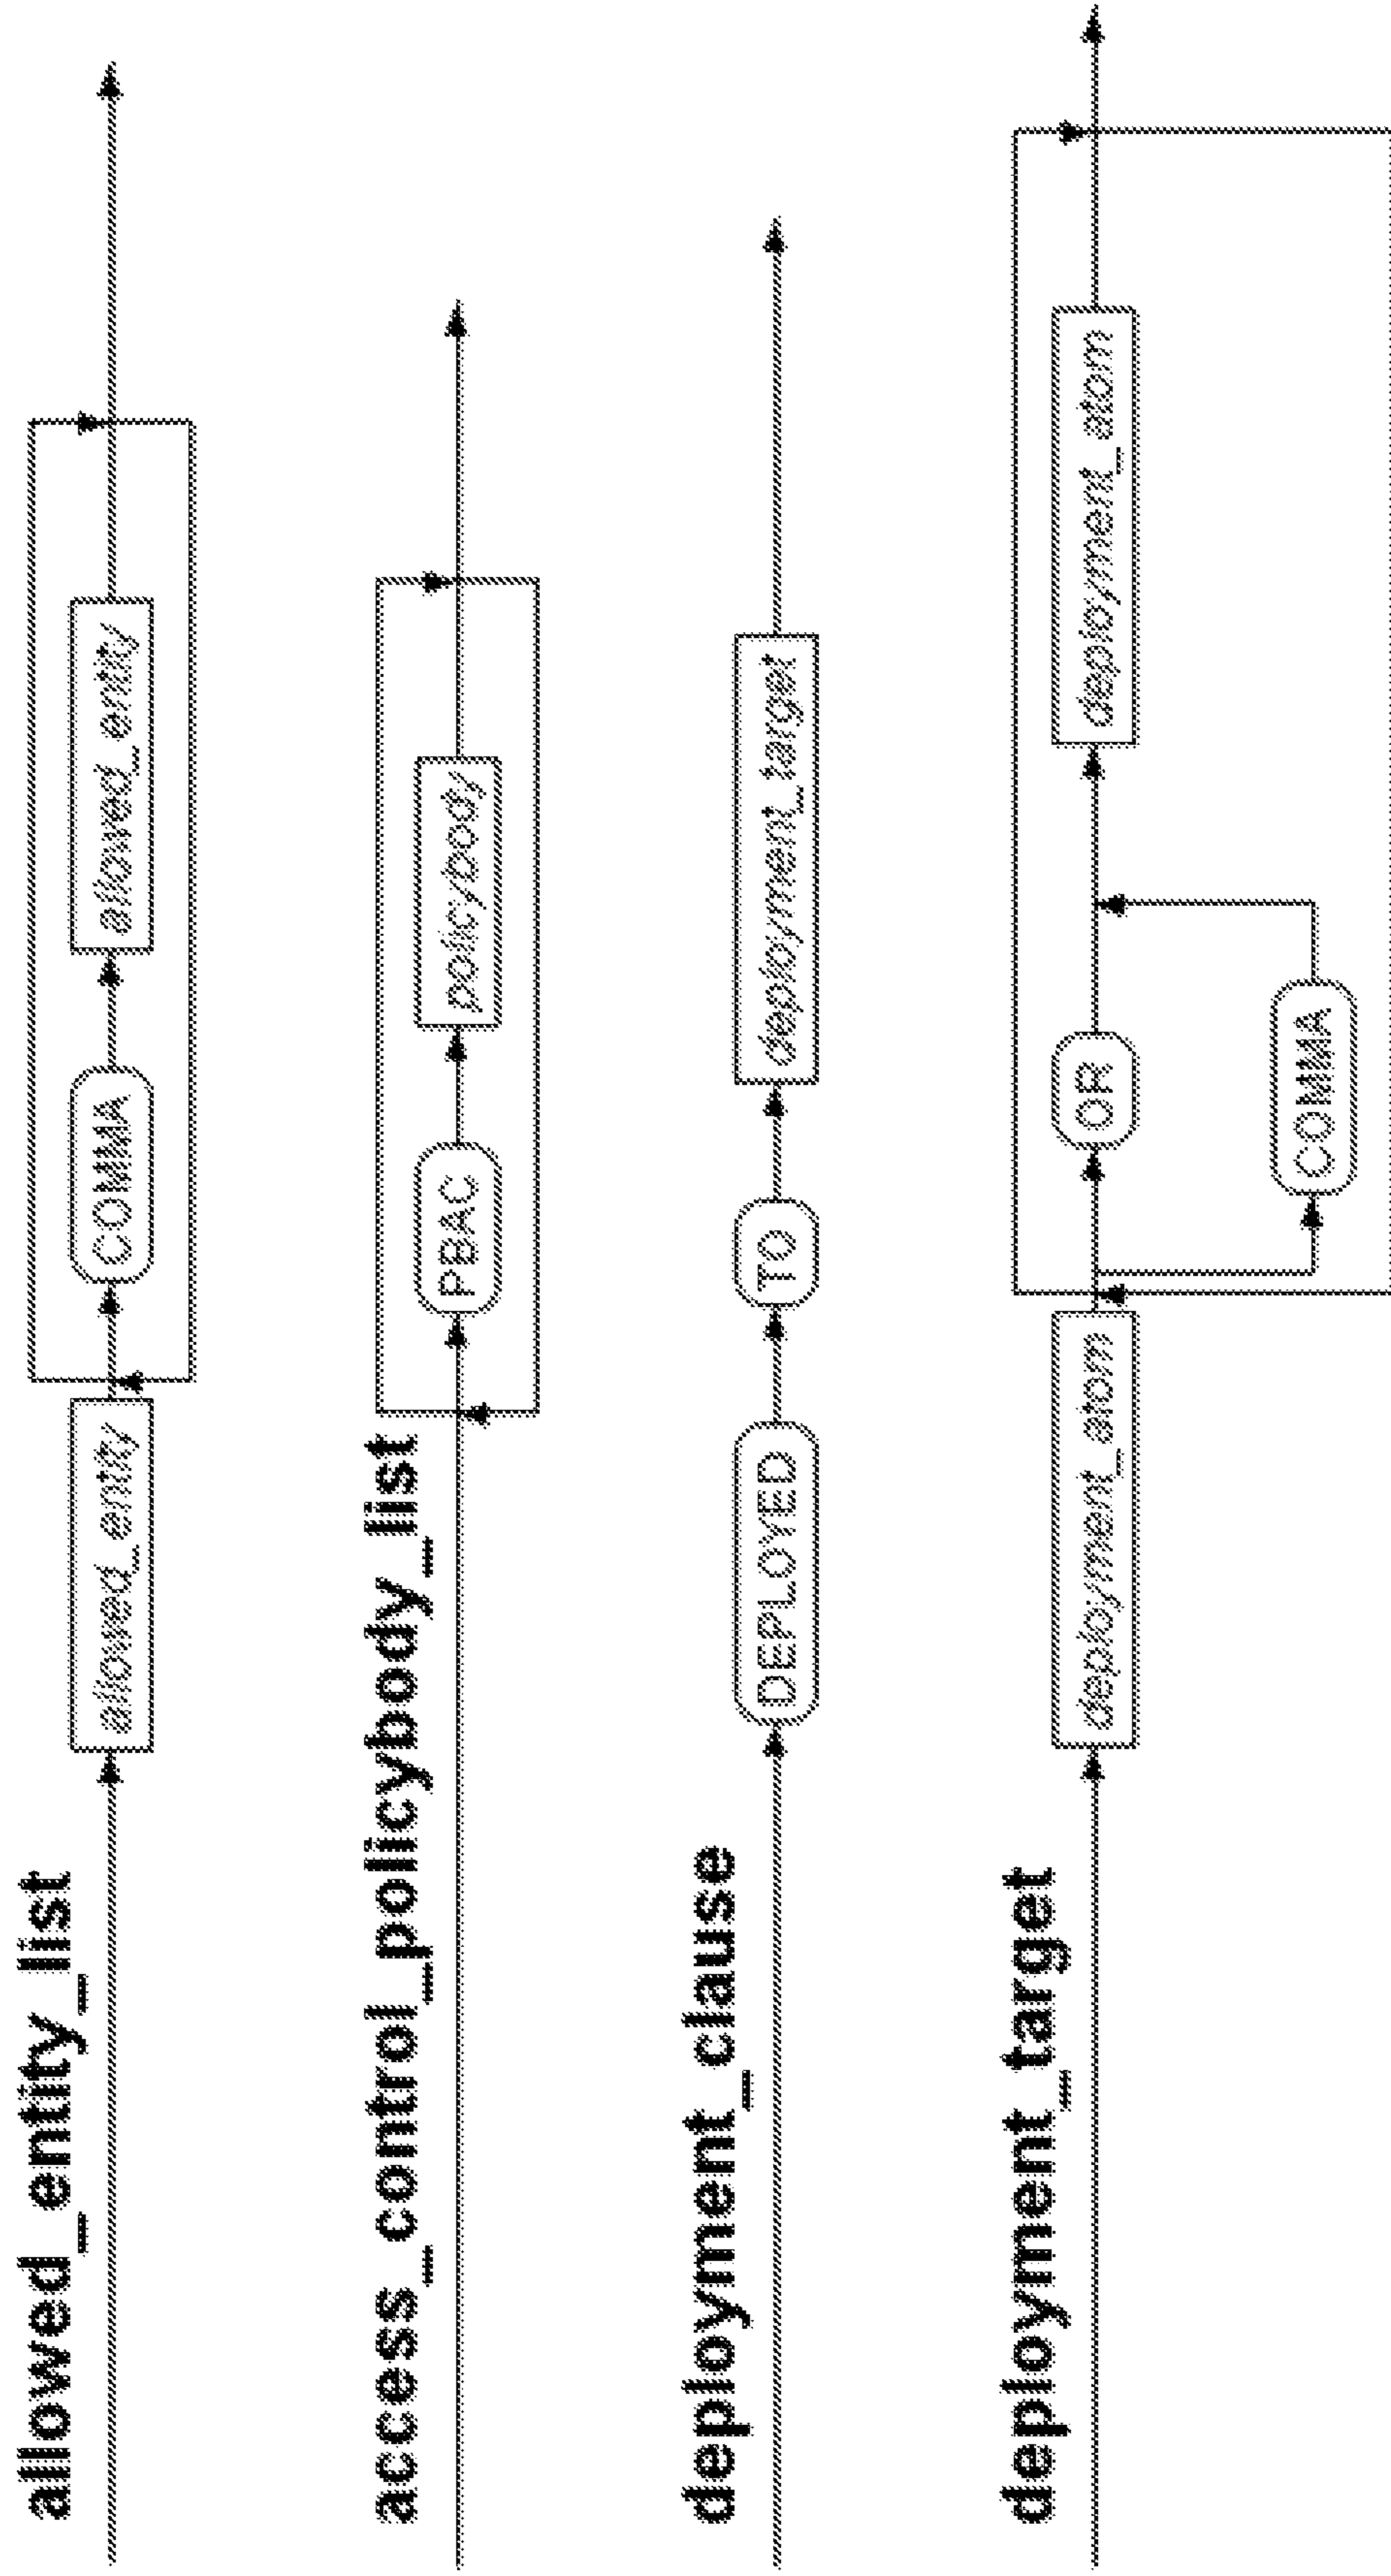 allowed_entity_list
allowed_entity COMMA allowed_entity
access_control_policybody_list
PBAC policybody
deployment_clause
DEPLOYED TO deployment_target
deployment_target
deployment_atom OR deployment_atom
COMMA